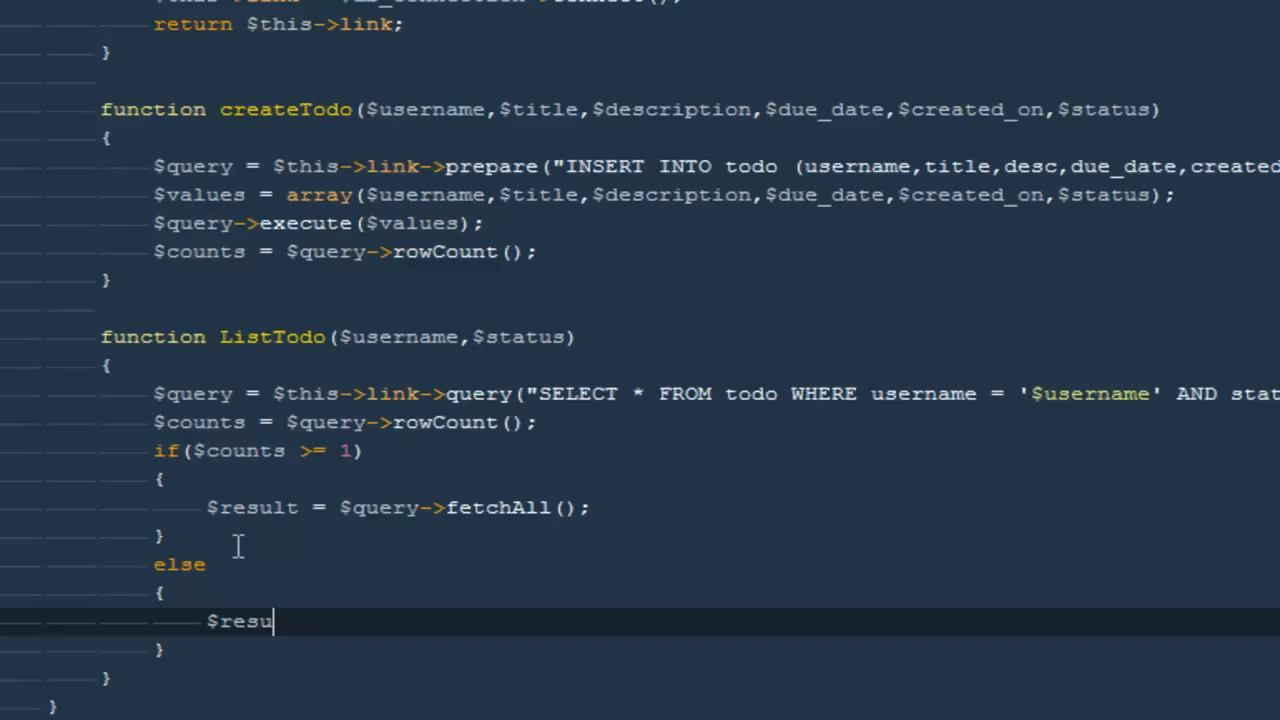 return $this->link;
}
function createTodo($username,$title,$description,$due_date,$created_on,$status)
{
$query = $this->link->prepare("INSERT INTO todo (username,title,desc,due_date,created
$values = array($username,$title,$description,$due_date,$created_on,$status);
$query->execute($values);
$counts = $query->rowCount();
}
function ListTodo($username,$status)
{
$query = $this->link->query("SELECT * FROM todo WHERE username = '$username' AND stat
$counts = $query->rowCount();
if($counts >= 1)
{
$result = $query->fetchAll();
}
else
{
$resu
}
}
}